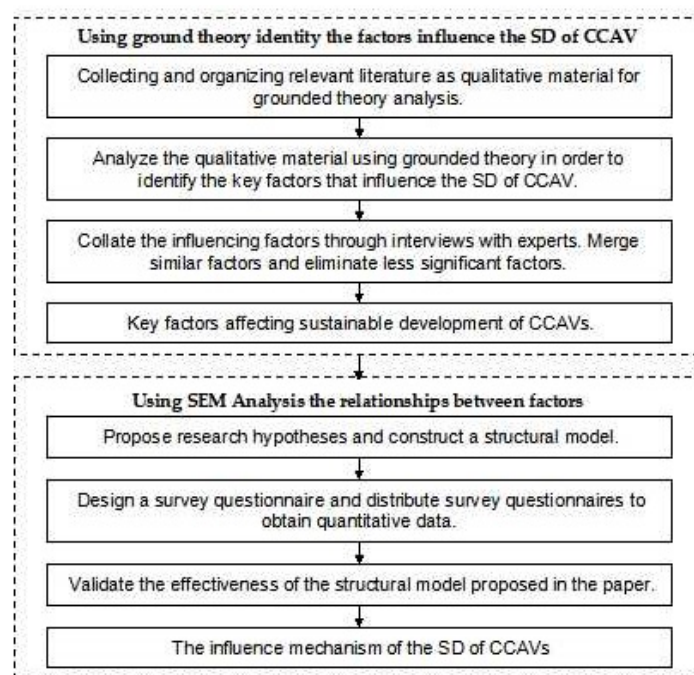 Using ground theory identity the factors influence the SD of CCAV
Collecting and organizing relevant literature as qualitative material for
grounded theory analysis.
Analyze the qualitative material using grounded theory in order to
identify the key factors that influence the SD of CCAV.
Collate the influencing factors through interviews with experts. Merge
similar factors and eliminate less significant factors.
Key factors affecting sustainable development of CCAVs.
Using SEM Analysis the relationships between factors
Propose research hypotheses and construct a structural model.
Design a survey questionnaire and distribute survey questionnaires to
obtain quantitative data.
Validate the effectiveness of the structural model proposed in the paper.
The influence mechanism of the SD of CCAVs